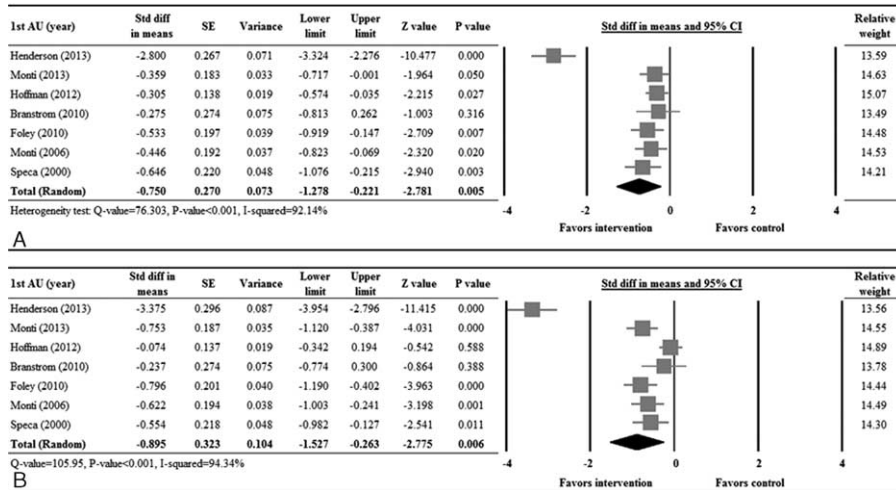 1st AU (year) Std diff in means SE Variance Lower limit Upper limit Z value P value Std diff in means and 95% CI Relative weight
Henderson (2013) -2.800 0.267 0.071 -3.324 -2.276 -10.477 0.000 13.59
Monti (2013) -0.359 0.183 0.033 -0.717 -0.001 -1.964 0.050 14.63
Hoffman (2012) -0.305 0.138 0.019 -0.574 -0.035 -2.215 0.027 15.07
Branstrom (2010) -0.275 0.274 0.075 -0.813 0.262 -1.003 0.316 13.49
Foley (2010) -0.533 0.197 0.039 -0.919 -0.147 -2.709 0.007 14.48
Monti (2006) -0.446 0.192 0.037 -0.823 -0.069 -2.320 0.020 14.53
Speca (2000) -0.646 0.220 0.048 -1.076 -0.215 -2.940 0.003 14.21
Total (Random) -0.750 0.270 0.073 -1.278 -0.221 -2.781 0.005
Heterogeneity test: Q-value=76.303, P-value<0.001, I-squared=92.14%
-4 -2 0 2 4
Favors intervention Favors control
A
1st AU (year) Std diff in means SE Variance Lower limit Upper limit Z value P value Std diff in means and 95% CI Relative weight
Henderson (2013) -3.375 0.296 0.087 -3.954 -2.796 -11.415 0.000 13.56
Monti (2013) -0.753 0.187 0.035 -1.120 -0.387 -4.031 0.000 14.55
Hoffman (2012) -0.074 0.137 0.019 -0.342 0.194 -0.542 0.588 14.89
Branstrom (2010) -0.237 0.274 0.075 -0.774 0.300 -0.864 0.388 13.78
Foley (2010) -0.796 0.201 0.040 -1.190 -0.402 -3.963 0.000 14.44
Monti (2006) -0.622 0.194 0.038 -1.003 -0.241 -3.198 0.001 14.49
Speca (2000) -0.554 0.218 0.048 -0.982 -0.127 -2.541 0.011 14.30
Total (Random) -0.895 0.323 0.104 -1.527 -0.263 -2.775 0.006
Q-value=105.95, P-value<0.001, I-squared=94.34%
-4 -2 0 2 4
Favors intervention Favors control
B